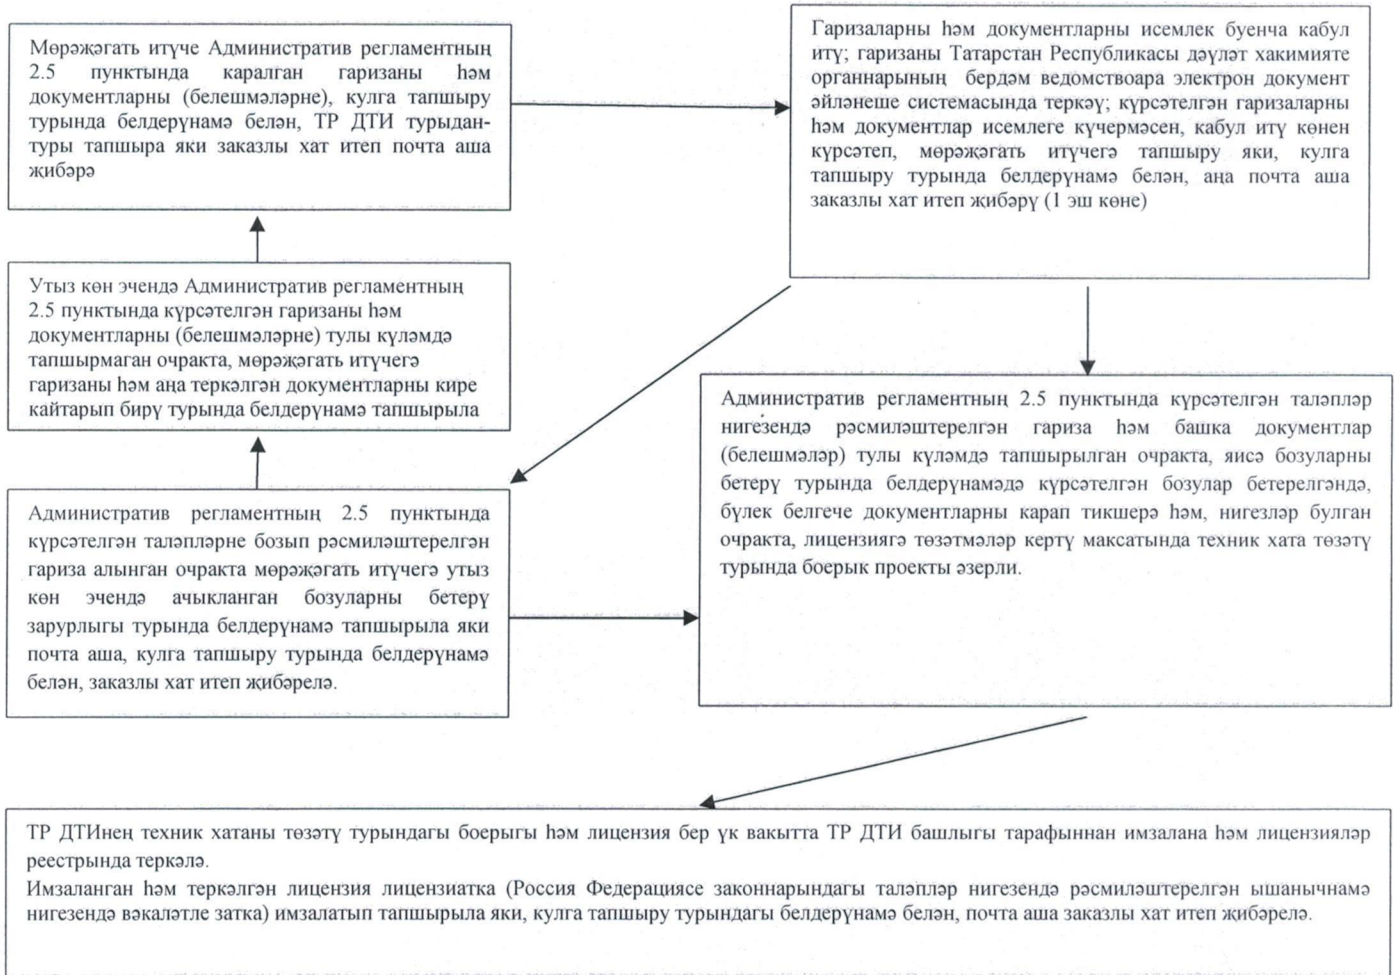 Мөрәҗәгать итүче Административ регламентның
2.5 пунктында каралган гаризаны һәм
документларны (белешмәләрне), кулга тапшыру
турында белдерүнамә белән, ТР ДТИ турыдан-
туры тапшыра яки заказлы хат итеп почта аша
җибәрә
Гаризаларны һәм документларны исемлек буенча кабул
итү; гаризаны Татарстан Республикасы дәүләт хакимияте
органнарының бердәм ведомствоара электрон документ
әйләнеше системасында теркәү; күрсәтелгән гаризаларны
һәм документлар исемлеге күчермәсен, кабул итү көнен
күрсәтеп, мөрәҗәгать итүчегә тапшыру яки, кулга
тапшыру турында белдерүнамә белән, аңа почта аша
заказлы хат итеп җибәрү (1 эш көне)
Утыз көн эчендә Административ регламентның
2.5 пунктында күрсәтелгән гаризаны һәм
документларны (белешмәләрне) тулы күләмдә
тапшырмаган очракта, мөрәҗәгать итүчегә
гаризаны һәм аңа теркәлгән документларны кире
кайтарып бирү турында белдерүнамә тапшырыла
Административ регламентның 2.5 пунктында күрсәтелгән таләпләр
нигезендә рәсмиләштерелгән гариза һәм башка документлар
(белешмәләр) тулы күләмдә тапшырылган очракта, яисә бозуларны
бетерү турында белдерүнамәдә күрсәтелгән бозулар бетерелгәндә,
бүлек белгече документларны карап тикшерә һәм, нигезләр булган
очракта, лицензиягә төзәтмәләр кертү максатында техник хата төзәтү
турында боерык проекты әзерли.
Административ регламентның 2.5 пунктында
күрсәтелгән таләпләрне бозып рәсмиләштерелгән
гариза алынган очракта мөрәҗәгать итүчегә утыз
көн эчендә ачыкланган бозуларны бетерү
зарурлыгы турында белдерүнамә тапшырыла яки
почта аша, кулга тапшыру турында белдерүнамә
белән, заказлы хат итеп җибәрелә.
ТР ДТИнең техник хатаны төзәтү турындагы боерыгы һәм лицензия бер үк вакытта ТР ДТИ башлыгы тарафыннан имзалана һәм лицензияләр
реестрында теркәлә.
Имзаланган һәм теркәлгән лицензия лицензиатка (Россия Федерациясе законнарындагы таләпләр нигезендә рәсмиләштерелгән ышанычнамә
нигезендә вәкаләтле затка) имзалатып тапшырыла яки, кулга тапшыру турындагы белдерүнамә белән, почта аша заказлы хат итеп җибәрелә.